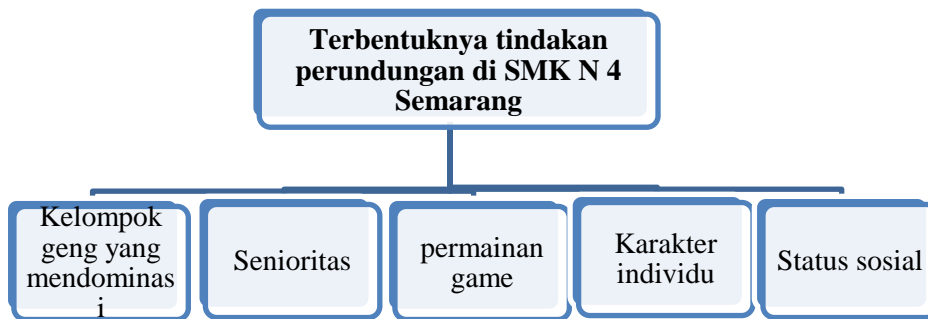 Terbentuknya tindakan
perundungan di SMK N 4
Semarang
Kelompok
geng yang
mendominas
i
Senioritas
permainan
game
Karakter
individu
Status sosial